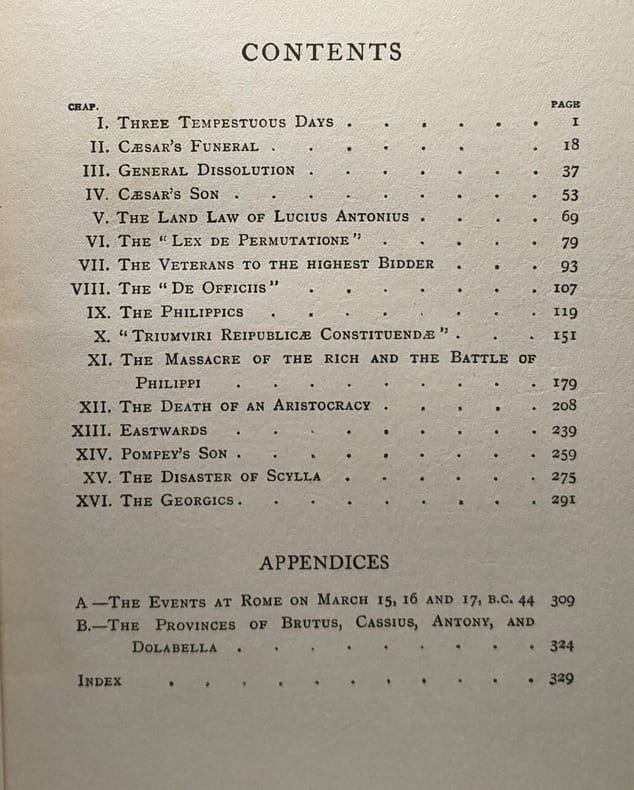 CONTENTS
CHAP. PAGE
I. THREE TEMPESTUOUS DAYS . . . . . . 1
II. CÆSAR'S FUNERAL . . . . . . . 18
III. GENERAL DISSOLUTION . . . . . . . 37
IV. CÆSAR'S SON . . . . . . . . 53
V. THE LAND LAW OF LUCIUS ANTONIUS . . . . 69
VI. THE "LEX DE PERMUTATIONE" . . . . . 79
VII. THE VETERANS TO THE HIGHEST BIDDER . . . 93
VIII. THE "DE OFFICIIS" . . . . . . . 107
IX. THE PHILIPPICS . . . . . . . 119
X. "TRIUMVIRI REIPUBLICÆ CONSTITUENDÆ" . . . 151
XI. THE MASSACRE OF THE RICH AND THE BATTLE OF
PHILIPPI . . . . . . . . 179
XII. THE DEATH OF AN ARISTOCRACY . . . . . 208
XIII. EASTWARDS . . . . . . . . 239
XIV. POMPEY'S SON . . . . . . . . 259
XV. THE DISASTER OF SCYLLA . . . . . . 275
XVI. THE GEORGICS . . . . . . . . 291
APPENDICES
A —THE EVENTS AT ROME ON MARCH 15, 16 AND 17, B.C. 44 309
B.—THE PROVINCES OF BRUTUS, CASSIUS, ANTONY, AND
DOLABELLA . . . . . . . . 324
INDEX . . . . . . . . . . . 329